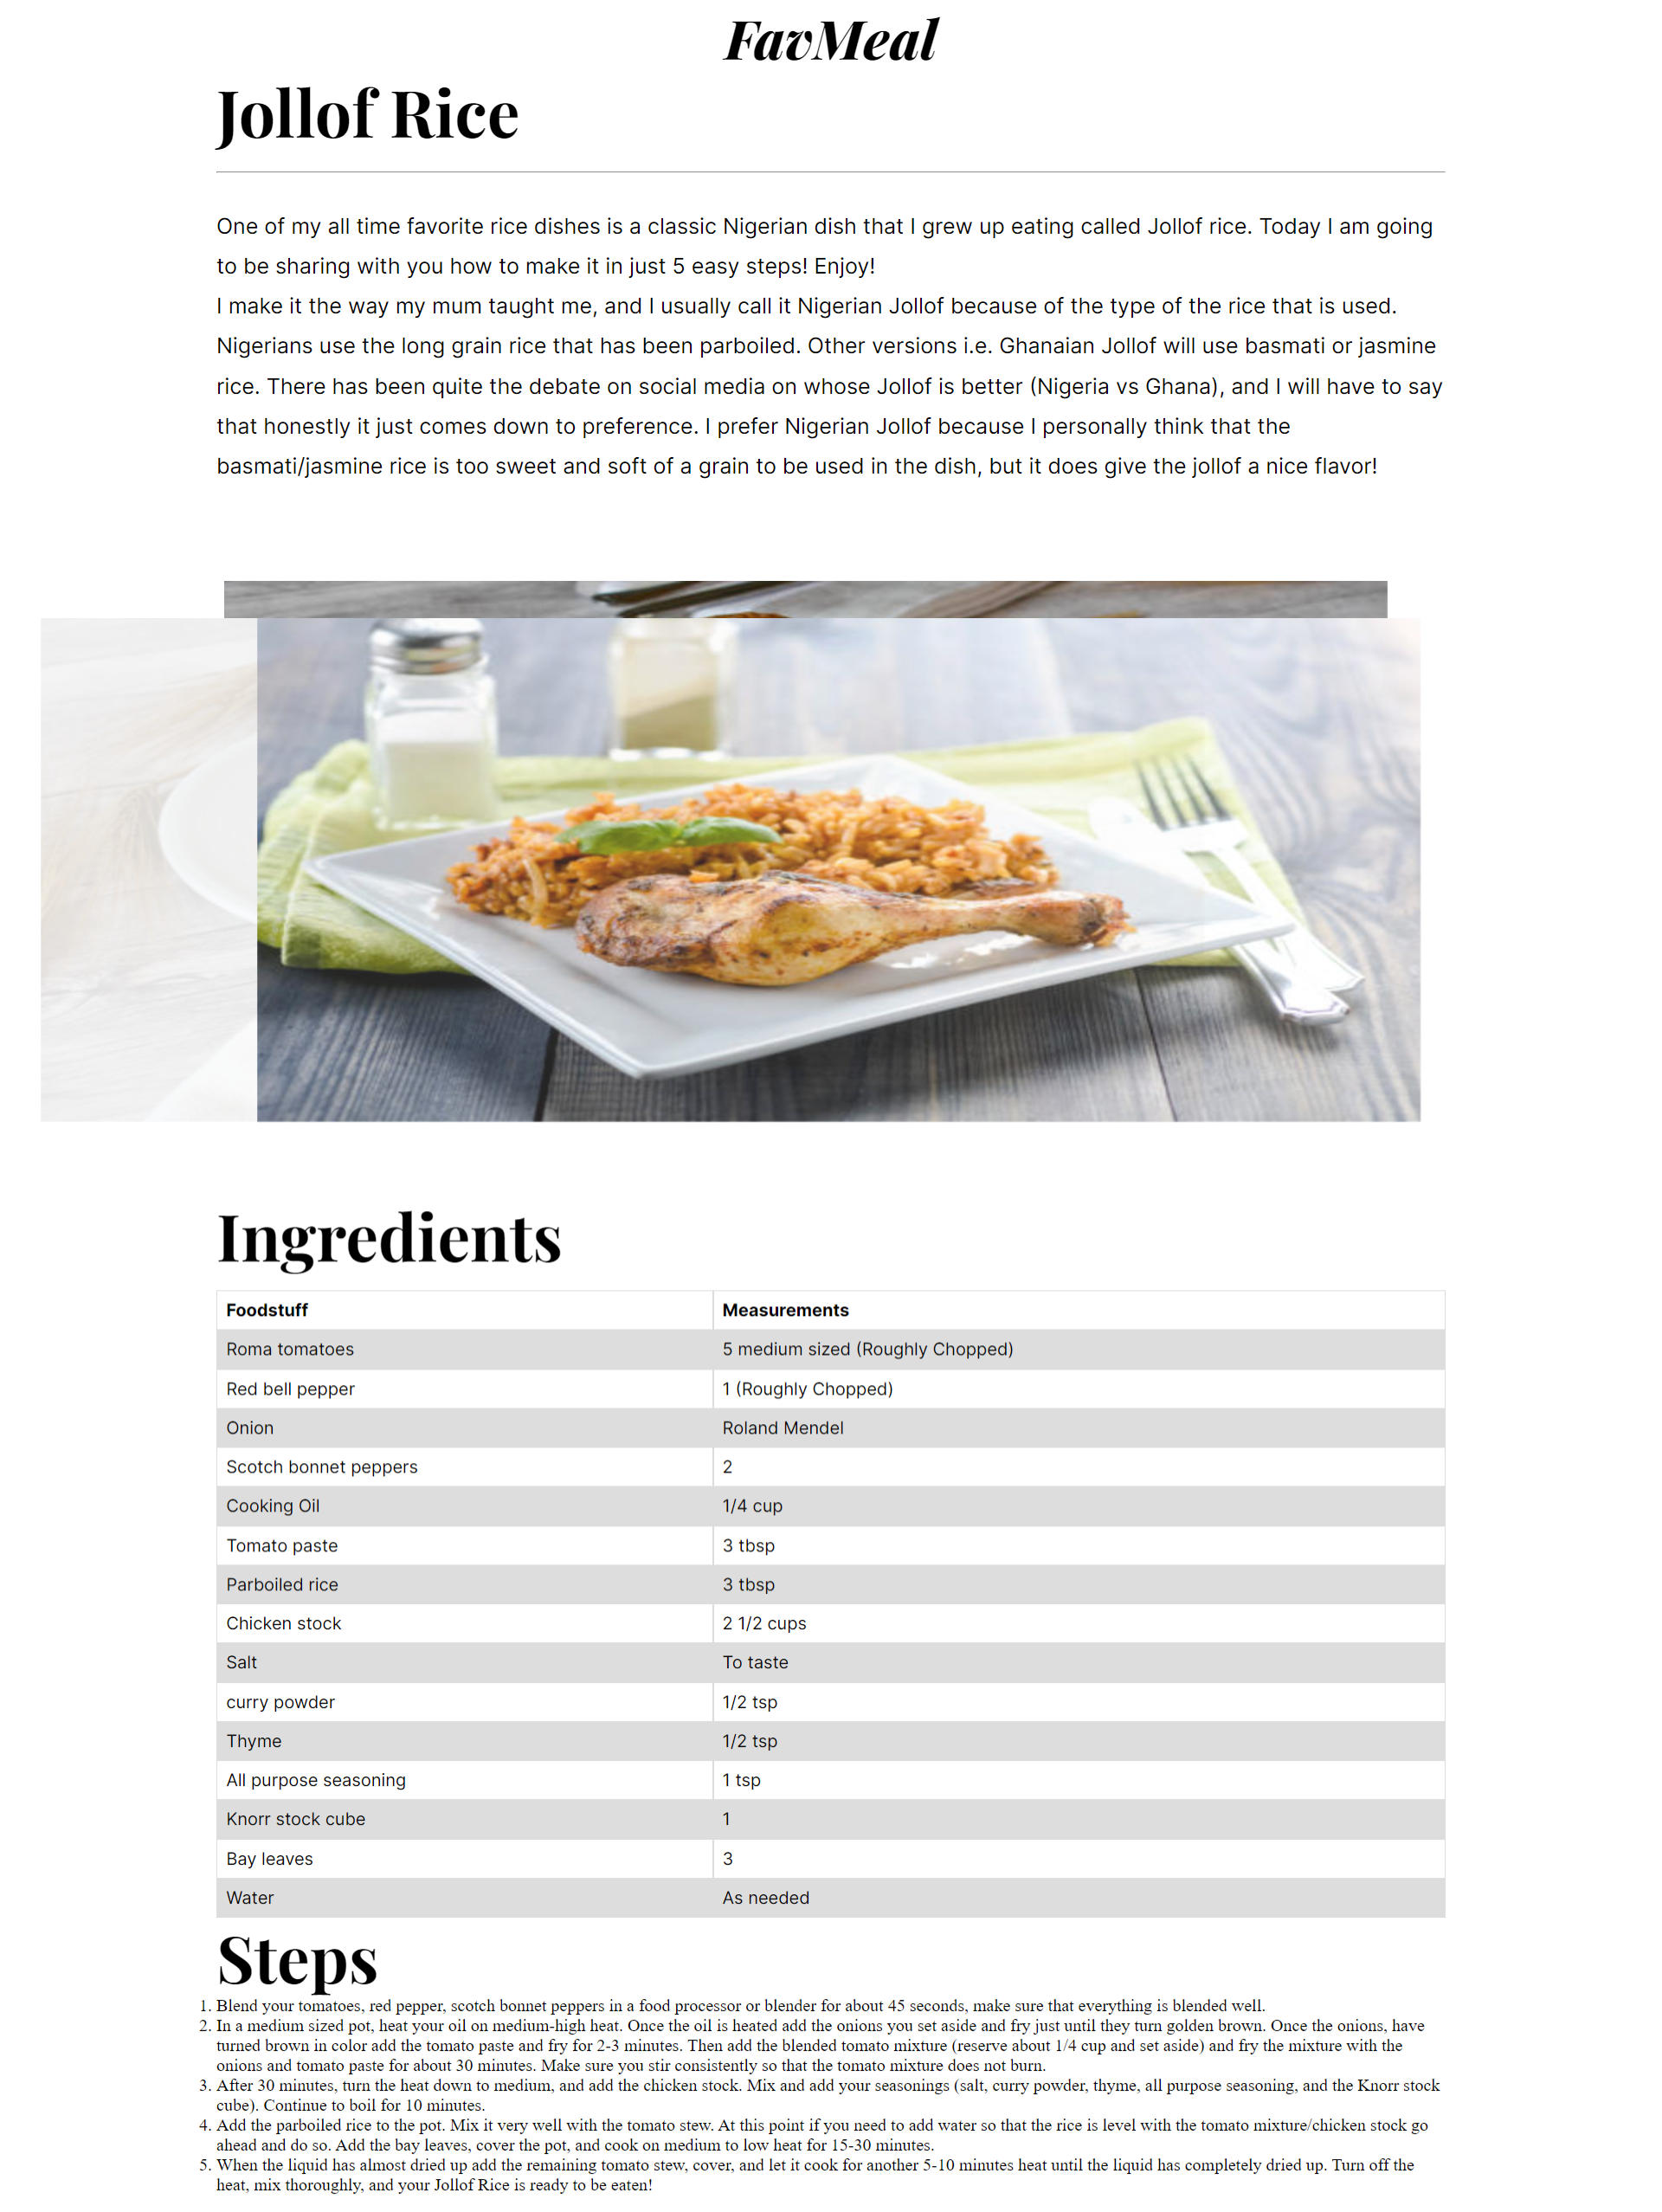 FavMeal
Jollof Rice
One of my all time favorite rice dishes is a classic Nigerian dish that I grew up eating called Jollof rice. Today I am going
to be sharing with you how to make it in just 5 easy steps! Enjoy!
I make it the way my mum taught me, and I usually call it Nigerian Jollof because of the type of the rice that is used.
Nigerians use the long grain rice that has been parboiled. Other versions i.e. Ghanaian Jollof will use basmati or jasmine
rice. There has been quite the debate on social media on whose Jollof is better (Nigeria vs Ghana), and I will have to say
that honestly it just comes down to preference. I prefer Nigerian Jollof because I personally think that the
basmati/jasmine rice is too sweet and soft of a grain to be used in the dish, but it does give the jollof a nice flavor!
Ingredients
Foodstuff Measurements
Roma tomatoes 5 medium sized (Roughly Chopped)
Red bell pepper 1 (Roughly Chopped)
Onion Roland Mendel
Scotch bonnet peppers 2
Cooking Oil 1/4 cup
Tomato paste 3 tbsp
Parboiled rice 3 tbsp
Chicken stock 2 1/2 cups
Salt To taste
curry powder 1/2 tsp
Thyme 1/2 tsp
All purpose seasoning 1 tsp
Knorr stock cube 1
Bay leaves 3
Water As needed
Steps
1. Blend your tomatoes, red pepper, scotch bonnet peppers in a food processor or blender for about 45 seconds, make sure that everything is blended well.
2. In a medium sized pot, heat your oil on medium-high heat. Once the oil is heated add the onions you set aside and fry just until they turn golden brown. Once the onions, have
turned brown in color add the tomato paste and fry for 2-3 minutes. Then add the blended tomato mixture (reserve about 1/4 cup and set aside) and fry the mixture with the
onions and tomato paste for about 30 minutes. Make sure you stir consistently so that the tomato mixture does not burn.
3. After 30 minutes, turn the heat down to medium, and add the chicken stock. Mix and add your seasonings (salt, curry powder, thyme, all purpose seasoning, and the Knorr stock
cube). Continue to boil for 10 minutes.
4. Add the parboiled rice to the pot. Mix it very well with the tomato stew. At this point if you need to add water so that the rice is level with the tomato mixture/chicken stock go
ahead and do so. Add the bay leaves, cover the pot, and cook on medium to low heat for 15-30 minutes.
5. When the liquid has almost dried up add the remaining tomato stew, cover, and let it cook for another 5-10 minutes heat until the liquid has completely dried up. Turn off the
heat, mix thoroughly, and your Jollof Rice is ready to be eaten!